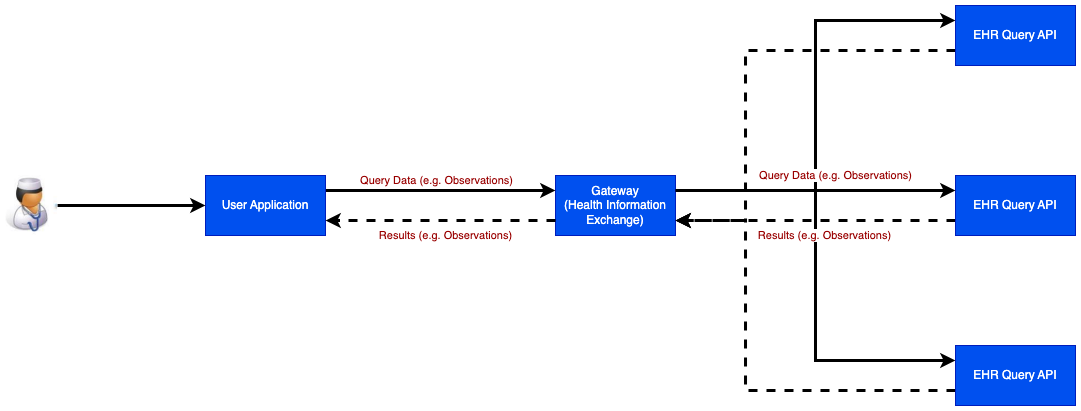 EHR Query API
Query Data (e.g. Observations)
Query Data (e.g. Observations)
User Application
Gateway
(Health Information
Exchange)
EHR Query API
Results (e.g. Observations)
Results (e.g. Observations)
EHR Query API